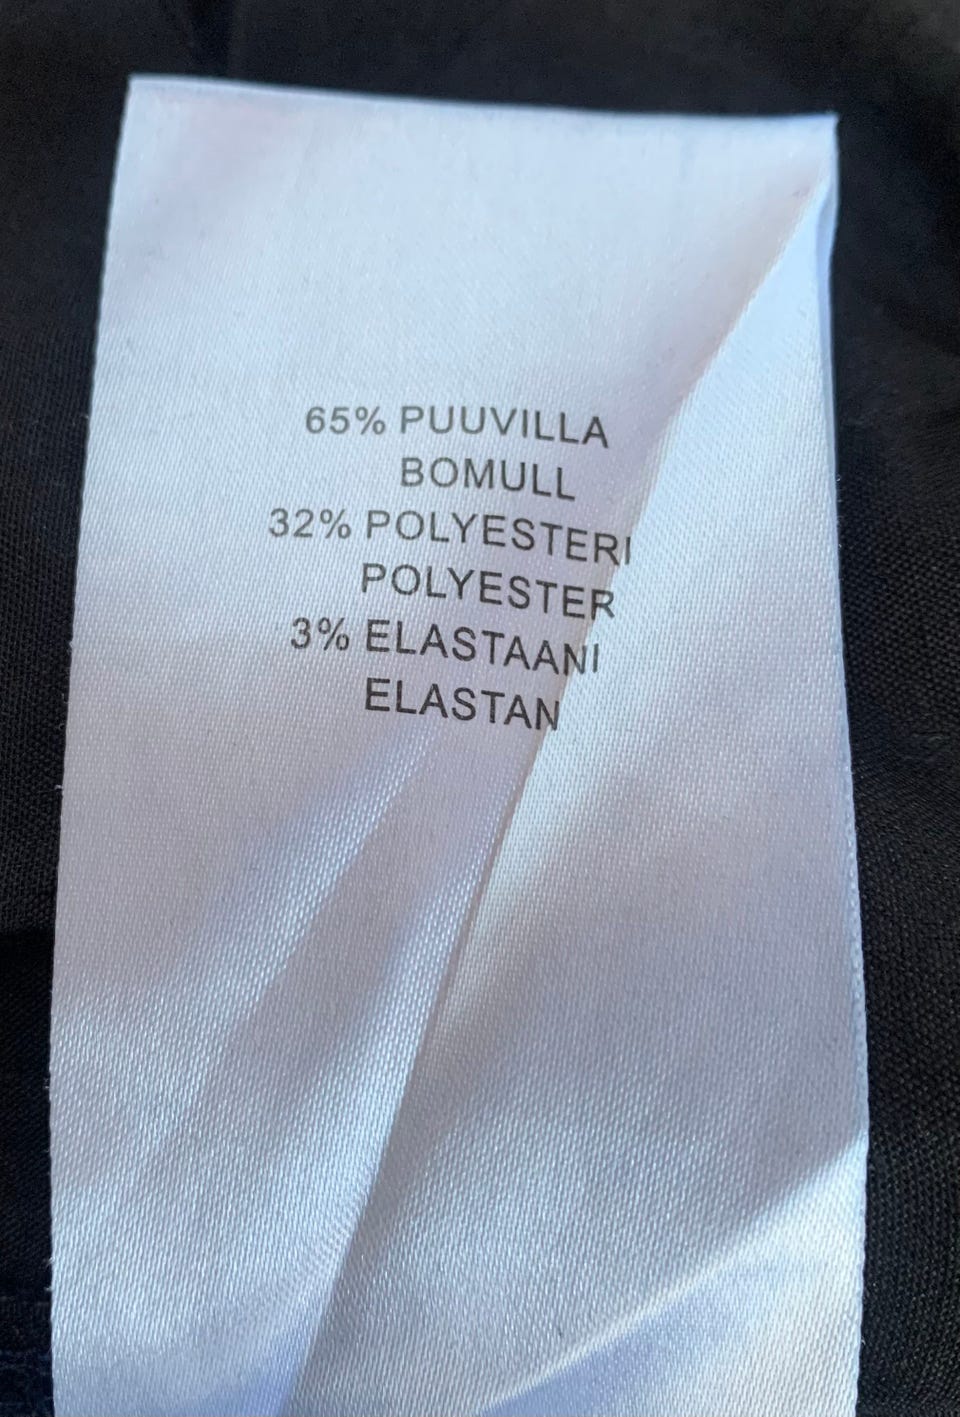 65% PUUVILLA
BOMULL
32% POLYESTERI
POLYESTER
3% ELASTAANI
ELASTAN